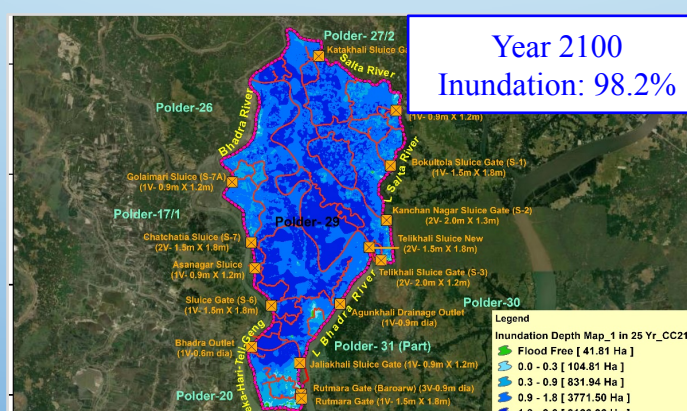 Year 2100
Inundation: 98.2%
Polder- 27/2
Katakhali Sluice Ga
Salta River
Polder-26
Bhadra River
(1V- 0.9m X 1.2m)
L Salta River
Bokultola Sluice Gate (S-1)
(1V- 1.5m X 1.8m)
Golaimari Sluice (S-7A)
(1V- 0.9m X 1.2m)
Polder-17/1
Kanchan Nagar Sluice Gate (S-2)
(2V- 2.0m X 1.3m)
Polder- 29
Chatchatia Sluice (S-7)
(2V- 1.5m X 1.8m)
Telikhali Sluice New
(2V- 1.5m X 1.8m)
Asanagar Sluice
(1V- 0.9m X 1.2m)
Telikhali Sluice Gate (S-3)
(2V- 2.0m X 1.2m)
Sluice Gate (S-6)
(1V- 1.5m X 1.8m)
L Bhadra River
Polder-30
Agunkhali Drainage Outlet
(1V-0.9m dia)
Bhadra Outlet
(1V-0.6m dia)
Polder- 31 (Part)
Jaliakhali Sluice Gate (1V- 0.9m X 1.2m)
Polder-20
Rutmara Gate (Baroarw) (3V-0.9m dia)
Rutmara Gate (1V- 1.5m X 1.8m)
Legend
Inundation Depth Map_1 in 25 Yr_CC21
Flood Free [ 41.81 Ha ]
0.0 - 0.3 [ 104.81 Ha ]
0.3 - 0.9 [ 831.94 Ha ]
0.9 - 1.8 [ 3771.50 Ha ]